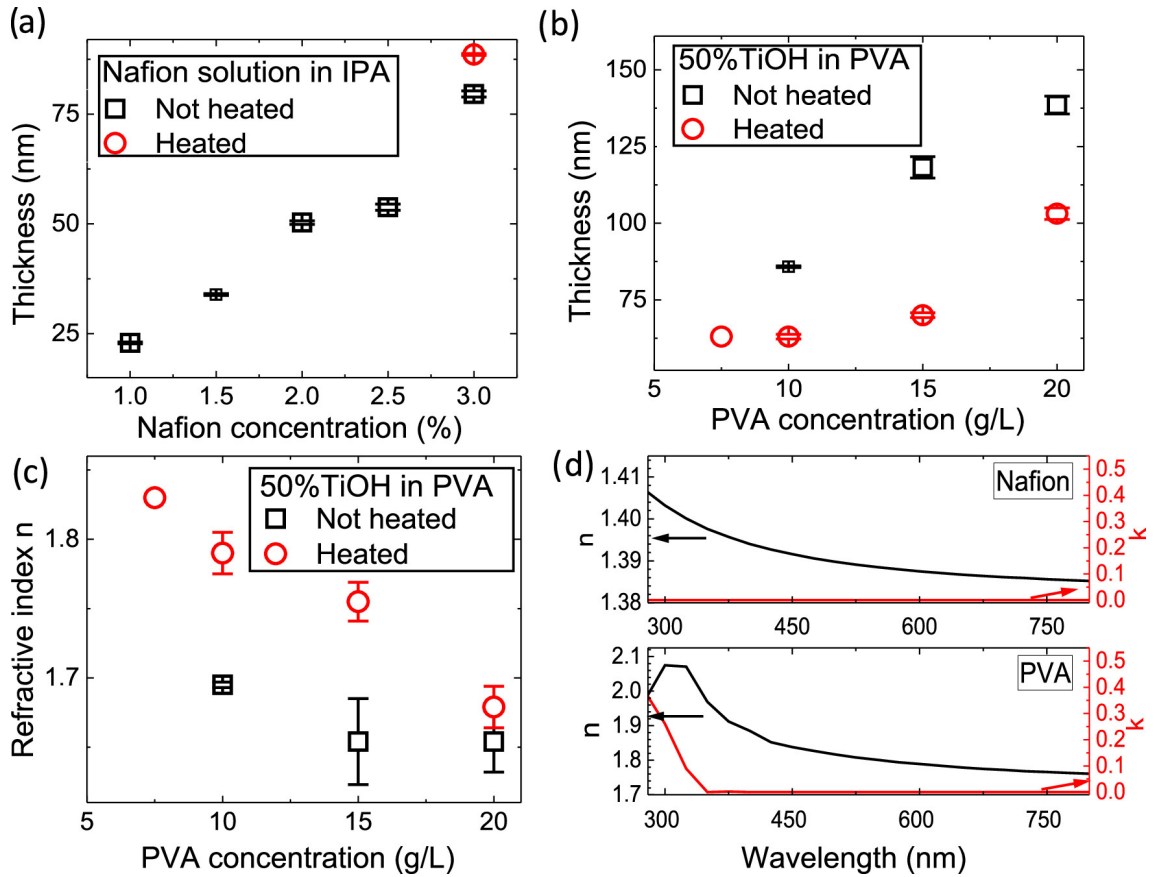 (a)
Nafion solution in IPA
Not heated
Heated
75
50
25
Thickness (nm)
1.0 1.5 2.0 2.5 3.0
Nafion concentration (%)
(b)
50%TiOH in PVA
Not heated
Heated
150
125
100
75
Thickness (nm)
5 10 15 20
PVA concentration (g/L)
(c)
50%TiOH in PVA
Not heated
Heated
1.8
1.7
Refractive index n
5 10 15 20
PVA concentration (g/L)
(d)
Nafion
1.41
1.40
1.39
1.38
n
0.5
0.4
0.3
0.2
0.1
0.0
k
300 450 600 750
PVA
2.1
2.0
1.9
1.8
1.7
n
0.5
0.4
0.3
0.2
0.1
0.0
k
300 450 600 750
Wavelength (nm)